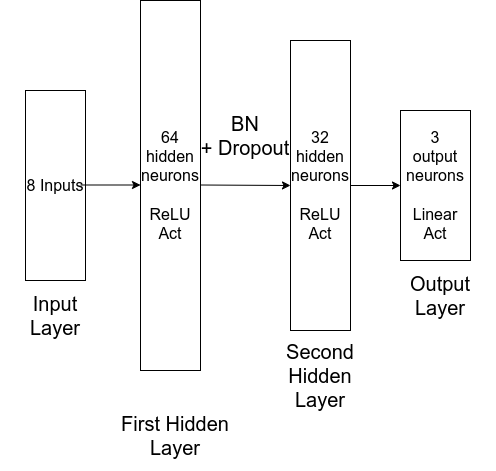 8 Inputs
Input
Layer
64
hidden
neurons
ReLU
Act
First Hidden
Layer
BN
+ Dropout
32
hidden
neurons
ReLU
Act
Second
Hidden
Layer
3
output
neurons
Linear
Act
Output
Layer